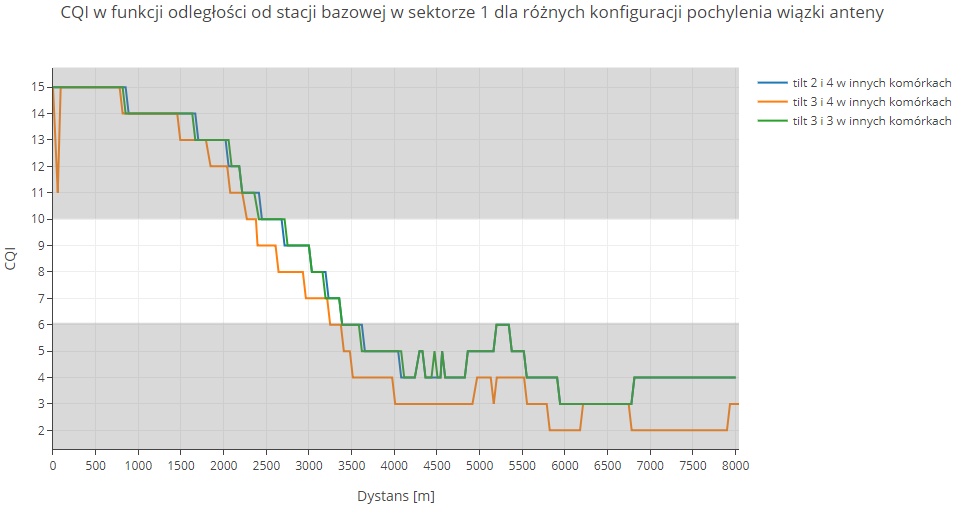 CQI w funkcji odległości od stacji bazowej w sektorze 1 dla różnych konfiguracji pochylenia wiązki anteny
tilt 2 i 4 w innych komórkach
tilt 3 i 4 w innych komórkach
tilt 3 i 3 w innych komórkach
15
14
13
12
11
10
9
8
7
6
5
4
3
2
CQI
0 500 1000 1500 2000 2500 3000 3500 4000 4500 5000 5500 6000 6500 7000 7500 8000
Dystans [m]